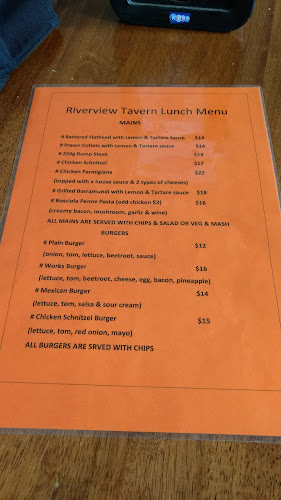 Riverview Tavern Lunch Menu
MAINS
# Battered Flathead with Lemon & Tartare Sauce $14
# Prawn Cutlets with Lemon & Tartare sauce $14
# 250g Rump Steak $14
# Chicken Schnitzel $17
# Chicken Parmigiana $22
(topped with a house sauce & 2 types of cheeses)
# Grilled Barramundi with Lemon & Tartare sauce $18
# Bosciola Penne Pasta (add chicken $3) $16
(creamy bacon, mushroom, garlic & wine)
ALL MAINS ARE SERVED WITH CHIPS & SALAD OR VEG & MASH
BURGERS
# Plain Burger $12
(onion, tom, lettuce, beetroot, sauce)
# Works Burger $16
(lettuce, tom, beetroot, cheese, egg, bacon, pineapple)
# Mexican Burger $14
(lettuce, tom, salsa & sour cream)
# Chicken Schnitzel Burger $15
(lettuce, tom, red onion, mayo)
ALL BURGERS ARE SRVED WITH CHIPS